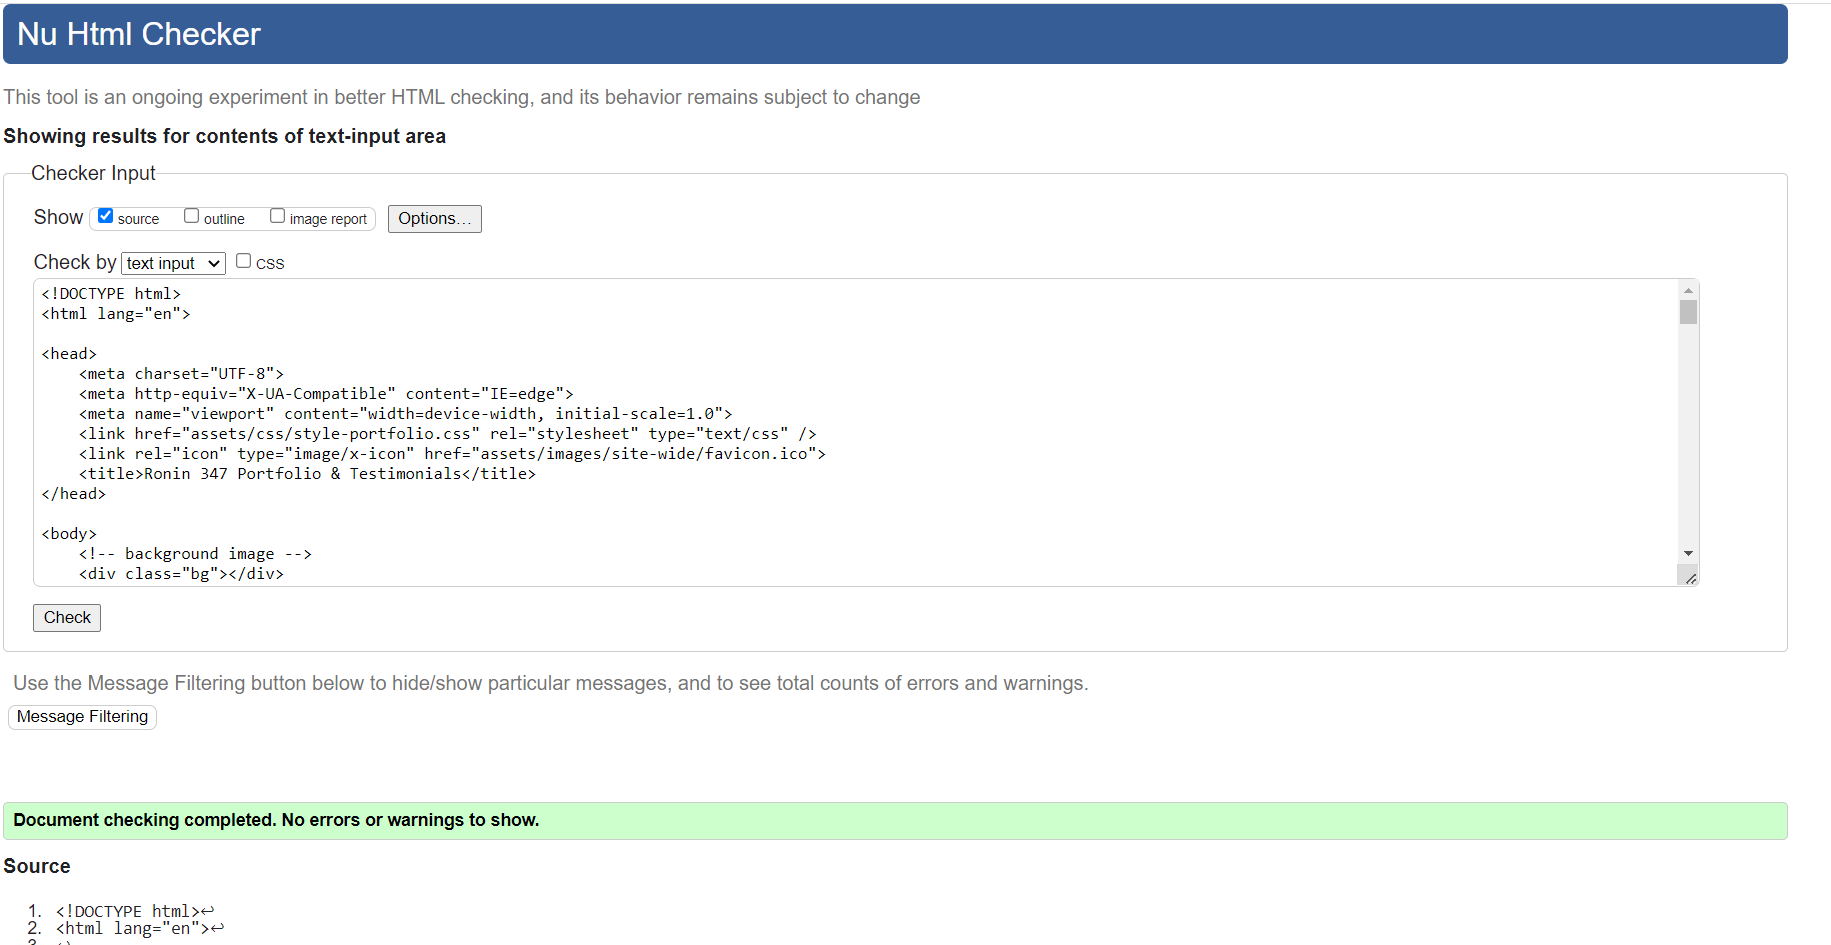 Nu Html Checker
This tool is an ongoing experiment in better HTML checking, and its behavior remains subject to change
Showing results for contents of text-input area
Checker Input
Show source outline image report Options...
Check by text input CSS
<!DOCTYPE html>
<html lang="en">
<head>
    <meta charset="UTF-8">
    <meta http-equiv="X-UA-Compatible" content="IE=edge">
    <meta name="viewport" content="width=device-width, initial-scale=1.0">
    <link href="assets/css/style-portfolio.css" rel="stylesheet" type="text/css" />
    <link rel="icon" type="image/x-icon" href="assets/images/site-wide/favicon.ico">
    <title>Ronin 347 Portfolio & Testimonials</title>
</head>
<body>
    <!-- background image -->
    <div class="bg"></div>
Check
Use the Message Filtering button below to hide/show particular messages, and to see total counts of errors and warnings.
Message Filtering
Document checking completed. No errors or warnings to show.
Source
1. <!DOCTYPE html>↩
2. <html lang="en">↩